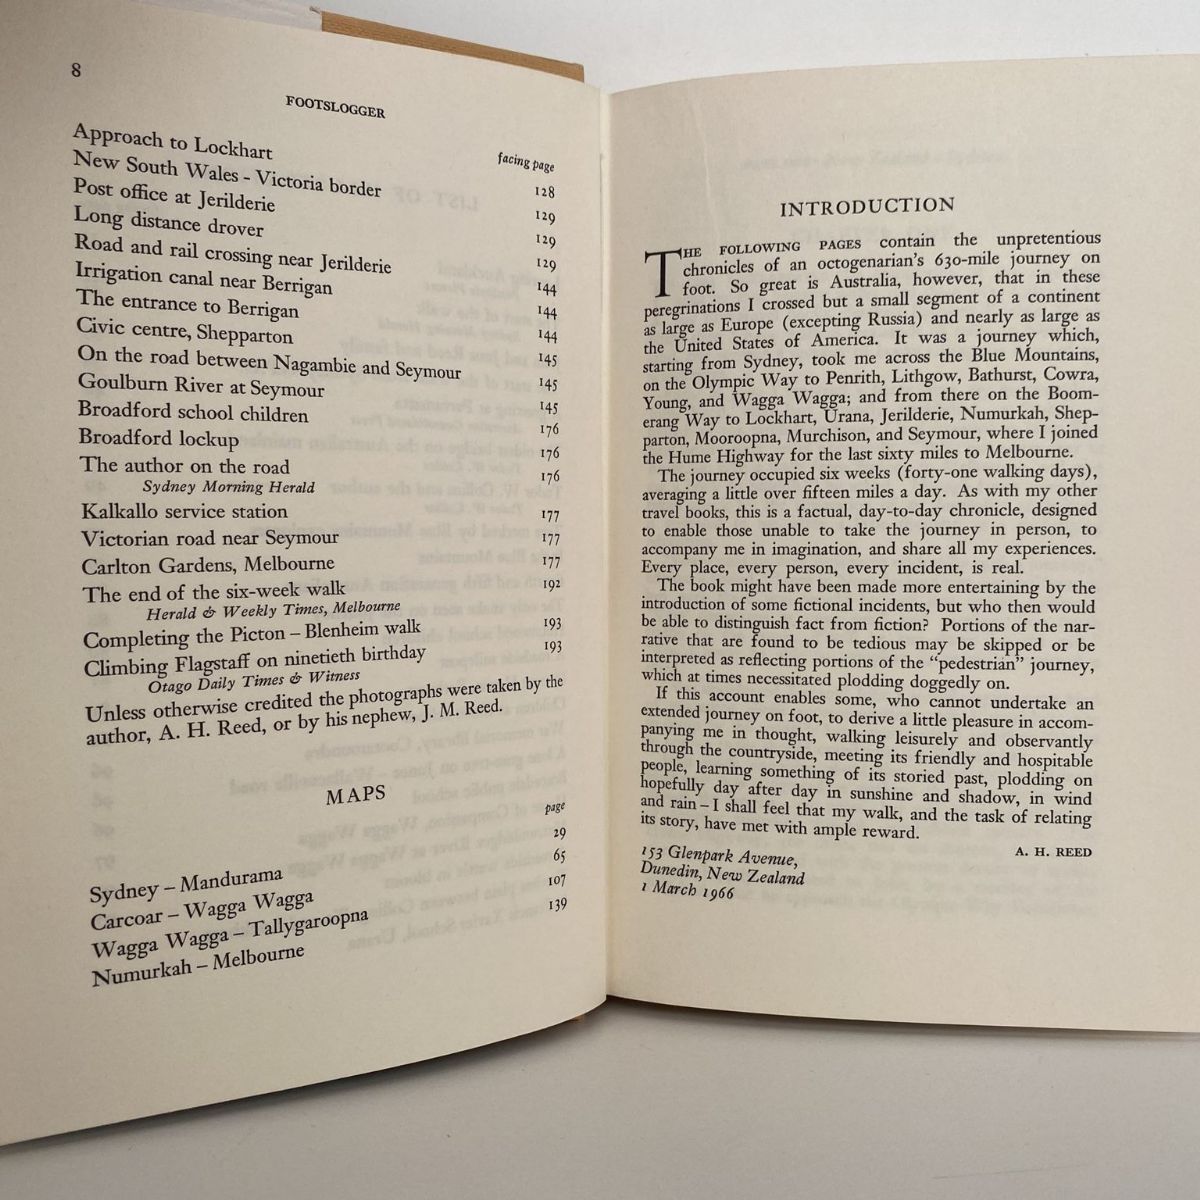 8
FOOTSLOGGER
facing page
Approach to Lockhart 128
New South Wales - Victoria border 129
Post office at Jerilderie 129
Long distance drover 129
Road and rail crossing near Jerilderie 144
Irrigation canal near Berrigan 144
The entrance to Berrigan 144
Civic centre, Shepparton 145
On the road between Nagambie and Seymour 145
Goulburn River at Seymour 145
Broadford school children 176
Broadford lockup 176
The author on the road 176
Sydney Morning Herald
Kalkallo service station 177
Victorian road near Seymour 177
Carlton Gardens, Melbourne 177
The end of the six-week walk 192
Herald & Weekly Times, Melbourne
Completing the Picton – Blenheim walk 193
Climbing Flagstaff on ninetieth birthday 193
Otago Daily Times & Witness
Unless otherwise credited the photographs were taken by the
author, A. H. Reed, or by his nephew, J. M. Reed.
MAPS
page
Sydney – Mandurama 29
Carcoar – Wagga Wagga 65
Wagga Wagga – Tallygaroopna 107
Numurkah – Melbourne 139
INTRODUCTION
THE FOLLOWING PAGES contain the unpretentious
chronicles of an octogenarian's 630-mile journey on
foot. So great is Australia, however, that in these
peregrinations I crossed but a small segment of a continent
as large as Europe (excepting Russia) and nearly as large as
the United States of America. It was a journey which,
starting from Sydney, took me across the Blue Mountains,
on the Olympic Way to Penrith, Lithgow, Bathurst, Cowra,
Young, and Wagga Wagga; and from there on the Boom-
erang Way to Lockhart, Urana, Jerilderie, Numurkah, Shep-
parton, Mooroopna, Murchison, and Seymour, where I joined
the Hume Highway for the last sixty miles to Melbourne.
The journey occupied six weeks (forty-one walking days),
averaging a little over fifteen miles a day. As with my other
travel books, this is a factual, day-to-day chronicle, designed
to enable those unable to take the journey in person, to
accompany me in imagination, and share all my experiences.
Every place, every person, every incident, is real.
The book might have been made more entertaining by the
introduction of some fictional incidents, but who then would
be able to distinguish fact from fiction? Portions of the nar-
rative that are found to be tedious may be skipped or be
interpreted as reflecting portions of the "pedestrian" journey,
which at times necessitated plodding doggedly on.
If this account enables some, who cannot undertake an
extended journey on foot, to derive a little pleasure in accom-
panying me in thought, walking leisurely and observantly
through the countryside, meeting its friendly and hospitable
people, learning something of its storied past, plodding on
hopefully day after day in sunshine and shadow, in wind
and rain – I shall feel that my walk, and the task of relating
its story, have met with ample reward.
A. H. REED
153 Glenpark Avenue,
Dunedin, New Zealand
1 March 1966